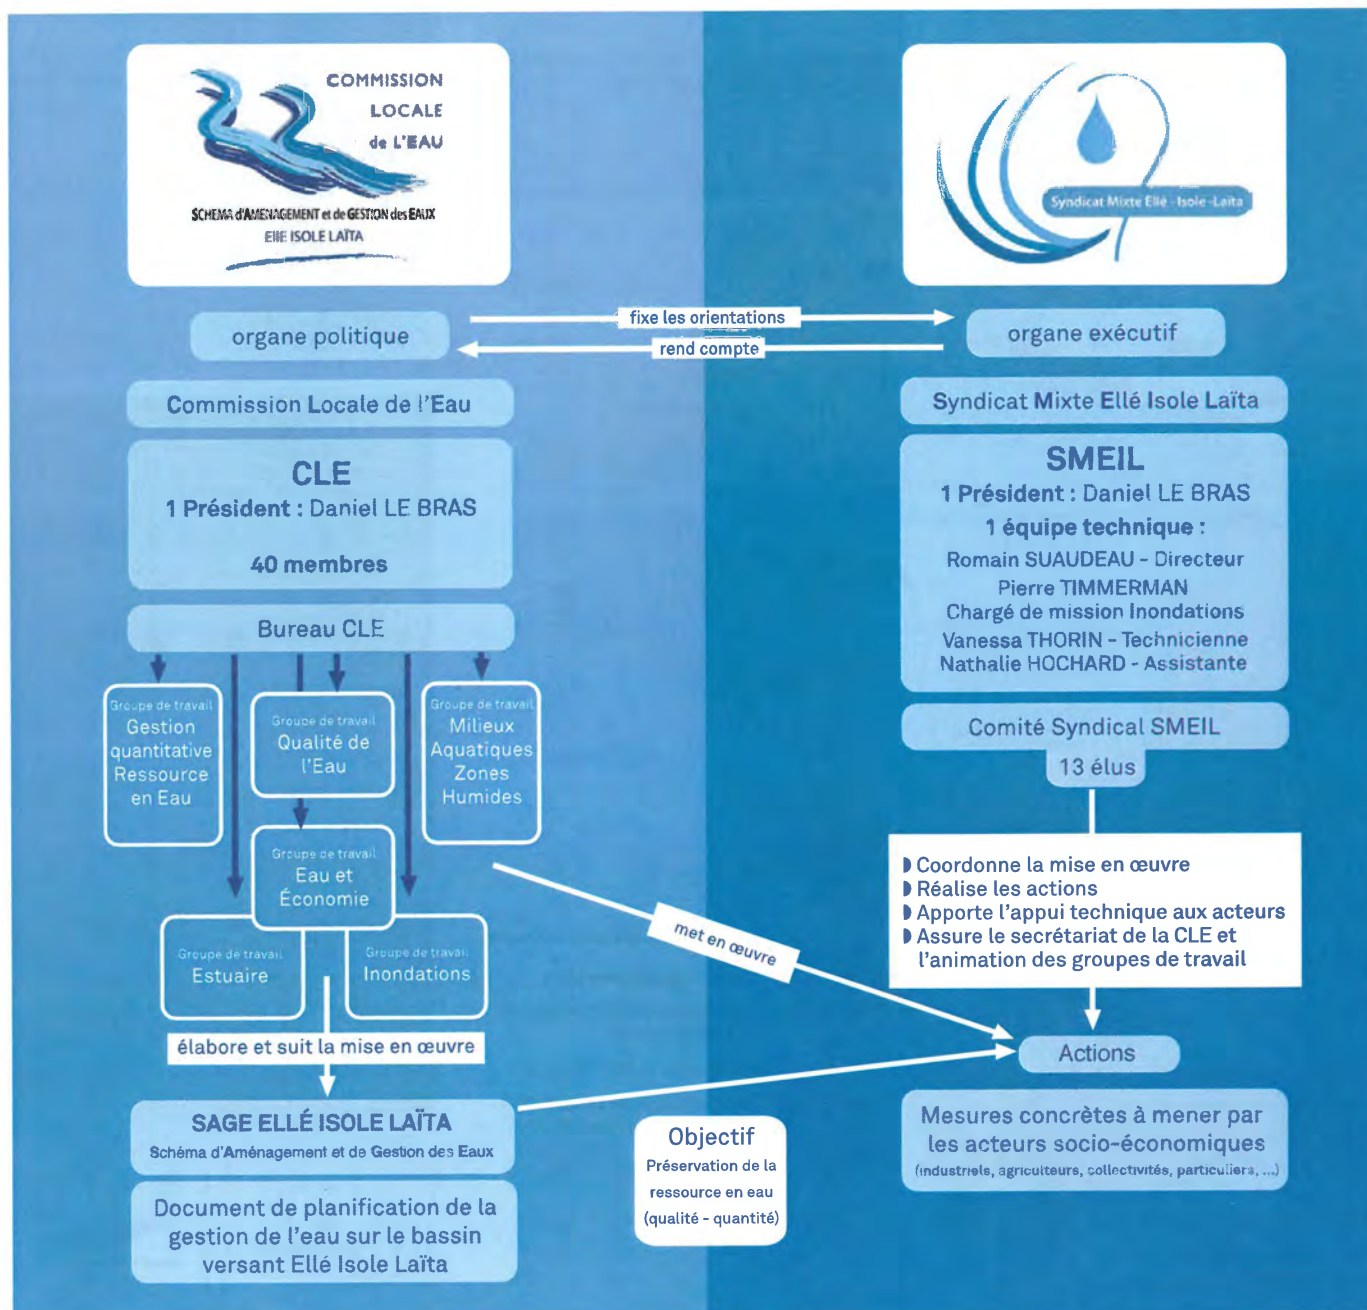 COMMISSION
LOCALE
de L'EAU
SCHEMA d'AMENAGEMENT et de GESTION des EAUX
ELLE ISOLE LAÏTA
Syndicat Mixte Ellé - Isole -Laïta
organe politique
fixe les orientations
rend compte
organe exécutif
Commission Locale de l'Eau
CLE
1 Président : Daniel LE BRAS
40 membres
Bureau CLE
Groupe de travail
Gestion
quantitative
Ressource
en Eau
Groupe de travail
Qualité de
l'Eau
Groupe de travail
Milieux
Aquatiques
Zones
Humides
Groupe de travail
Eau et
Économie
Groupe de travail
Estuaire
Groupe de travail
Inondations
élabore et suit la mise en œuvre
SAGE ELLÉ ISOLE LAÏTA
Schéma d'Aménagement et de Gestion des Eaux
Document de planification de la
gestion de l'eau sur le bassin
versant Ellé Isole Laïta
met en œuvre
Objectif
Préservation de la
ressource en eau
(qualité - quantité)
Syndicat Mixte Ellé Isole Laïta
SMEIL
1 Président : Daniel LE BRAS
1 équipe technique :
Romain SUAUDEAU - Directeur
Pierre TIMMERMAN
Chargé de mission Inondations
Vanessa THORIN - Technicienne
Nathalie HOCHARD - Assistante
Comité Syndical SMEIL
13 élus
Coordonne la mise en œuvre
Réalise les actions
Apporte l'appui technique aux acteurs
Assure le secrétariat de la CLE et
l'animation des groupes de travail
Actions
Mesures concrètes à mener par
les acteurs socio-économiques
(industriels, agriculteurs, collectivités, particuliers, ...)